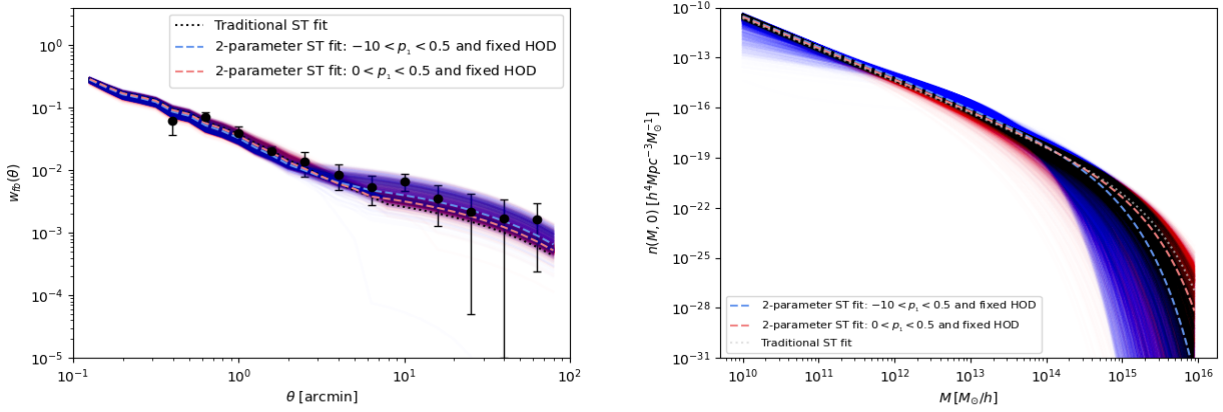 Traditional ST fit
2-parameter ST fit: −10 < p₁ < 0.5 and fixed HOD
2-parameter ST fit: 0 < p₁ < 0.5 and fixed HOD
10⁰
10⁻¹
10⁻²
10⁻³
10⁻⁴
10⁻⁵
w_fb(θ)
10⁻¹ 10⁰ 10¹ 10²
θ [arcmin]
10⁻¹⁰
10⁻¹³
10⁻¹⁶
10⁻¹⁹
10⁻²²
10⁻²⁵
10⁻²⁸
10⁻³¹
n(M, 0) [h⁴Mpc⁻³M⊙⁻¹]
2-parameter ST fit: −10 < p₁ < 0.5 and fixed HOD
2-parameter ST fit: 0 < p₁ < 0.5 and fixed HOD
Traditional ST fit
10¹⁰ 10¹¹ 10¹² 10¹³ 10¹⁴ 10¹⁵ 10¹⁶
M [M⊙/h]